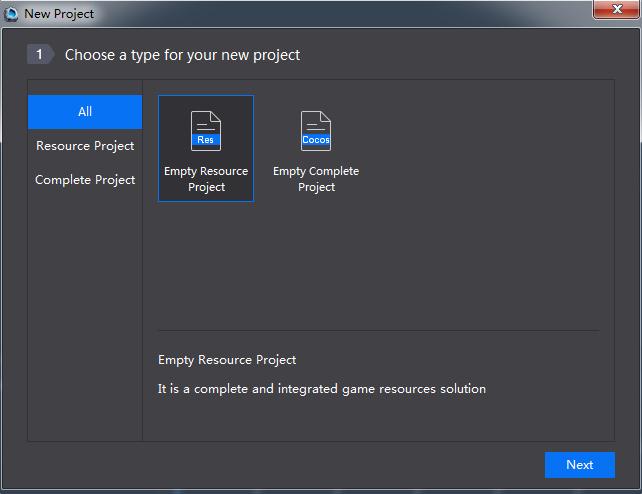 New Project
1 Choose a type for your new project
All
Resource Project
Complete Project
Res
Empty Resource
Project
Cocos
Empty Complete
Project
Empty Resource Project
It is a complete and integrated game resources solution
Next